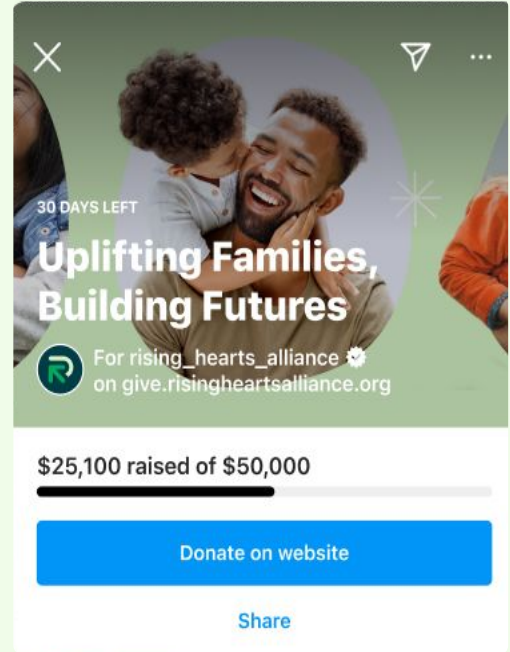 30 DAYS LEFT
Uplifting Families,
Building Futures
For rising_hearts_alliance
on give.risingheartsalliance.org
$25,100 raised of $50,000
Donate on website
Share